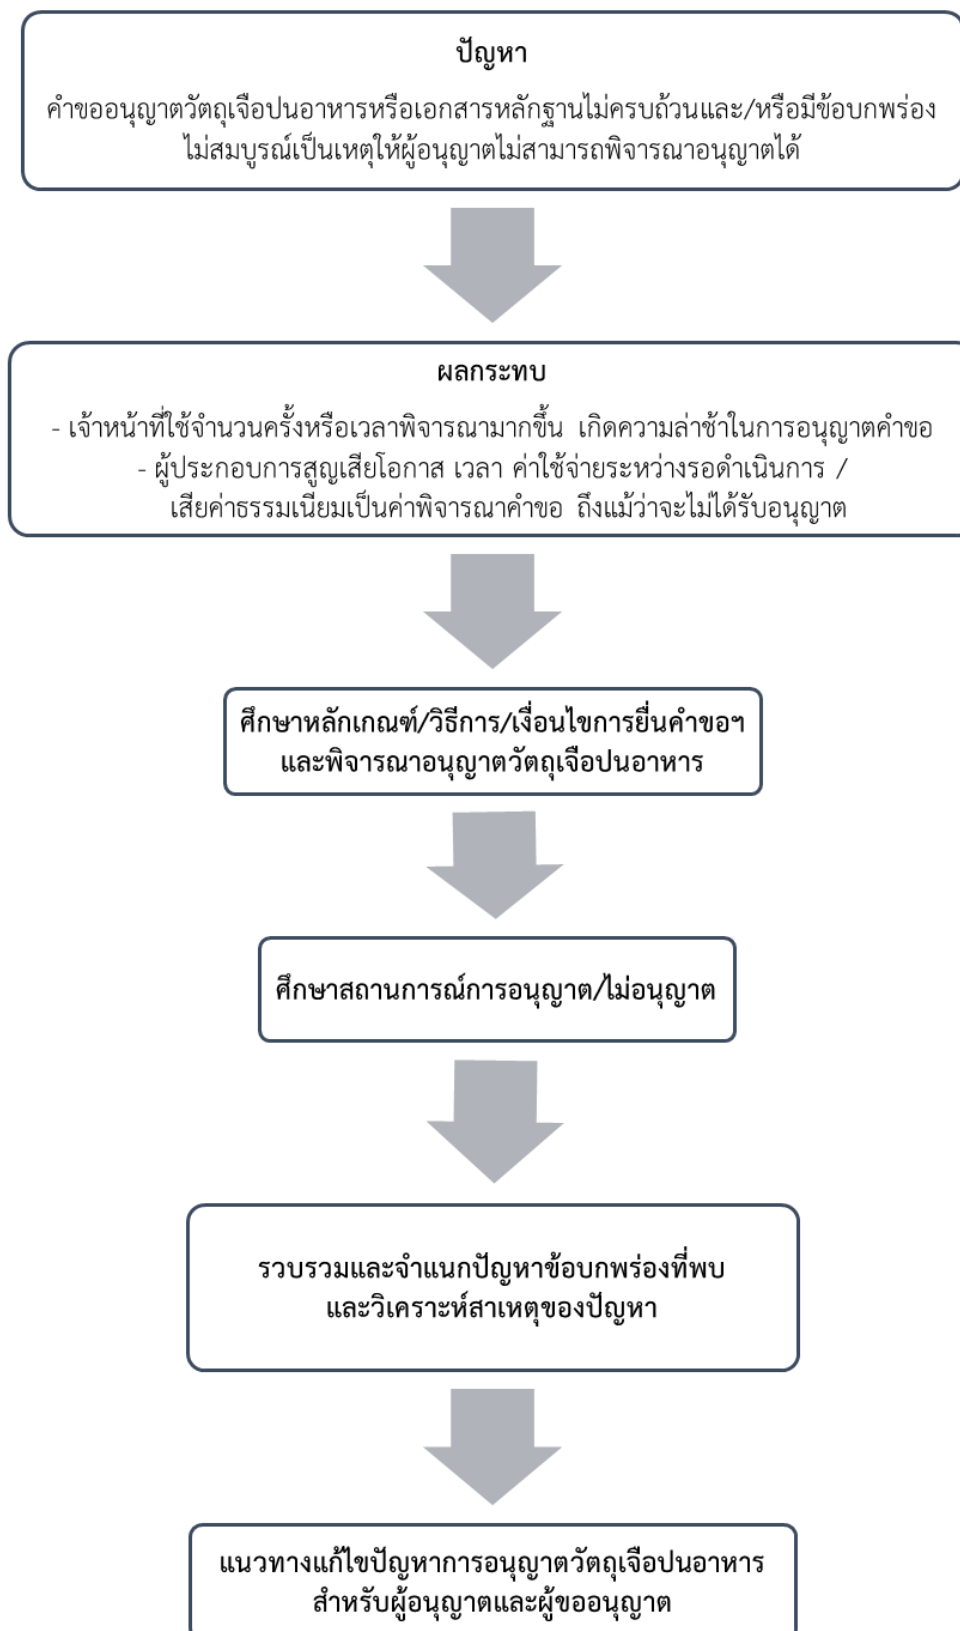 ปัญหา
คำขออนุญาตวัตถุเจือปนอาหารหรือเอกสารหลักฐานไม่ครบถ้วนและ/หรือมีข้อบกพร่อง
ไม่สมบูรณ์เป็นเหตุให้ผู้อนุญาตไม่สามารถพิจารณาอนุญาตได้
ผลกระทบ
- เจ้าหน้าที่ใช้จำนวนครั้งหรือเวลาพิจารณามากขึ้น เกิดความล่าช้าในการอนุญาตคำขอ
- ผู้ประกอบการสูญเสียโอกาส เวลา ค่าใช้จ่ายระหว่างรอดำเนินการ /
เสียค่าธรรมเนียมเป็นค่าพิจารณาคำขอ ถึงแม้ว่าจะไม่ได้รับอนุญาต
ศึกษาหลักเกณฑ์/วิธีการ/เงื่อนไขการยื่นคำขอฯ
และพิจารณาอนุญาตวัตถุเจือปนอาหาร
ศึกษาสถานการณ์การอนุญาต/ไม่อนุญาต
รวบรวมและจำแนกปัญหาข้อบกพร่องที่พบ
และวิเคราะห์สาเหตุของปัญหา
แนวทางแก้ไขปัญหาการอนุญาตวัตถุเจือปนอาหาร
สำหรับผู้อนุญาตและผู้ขออนุญาต